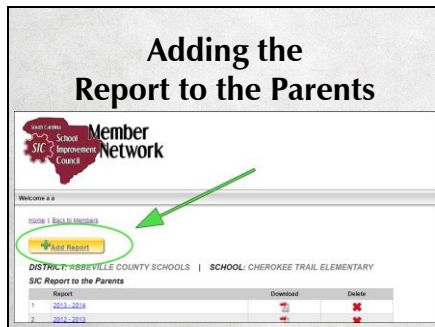 Adding the
Report to the Parents
South Carolina
School
SIC Improvement
Council
Member
Network
Welcome a a
Home | Back to Members
Add Report
DISTRICT: ABBEVILLE COUNTY SCHOOLS | SCHOOL: CHEROKEE TRAIL ELEMENTARY
SIC Report to the Parents
Report Download Delete
1 2013 - 2014
2 2012 - 2013